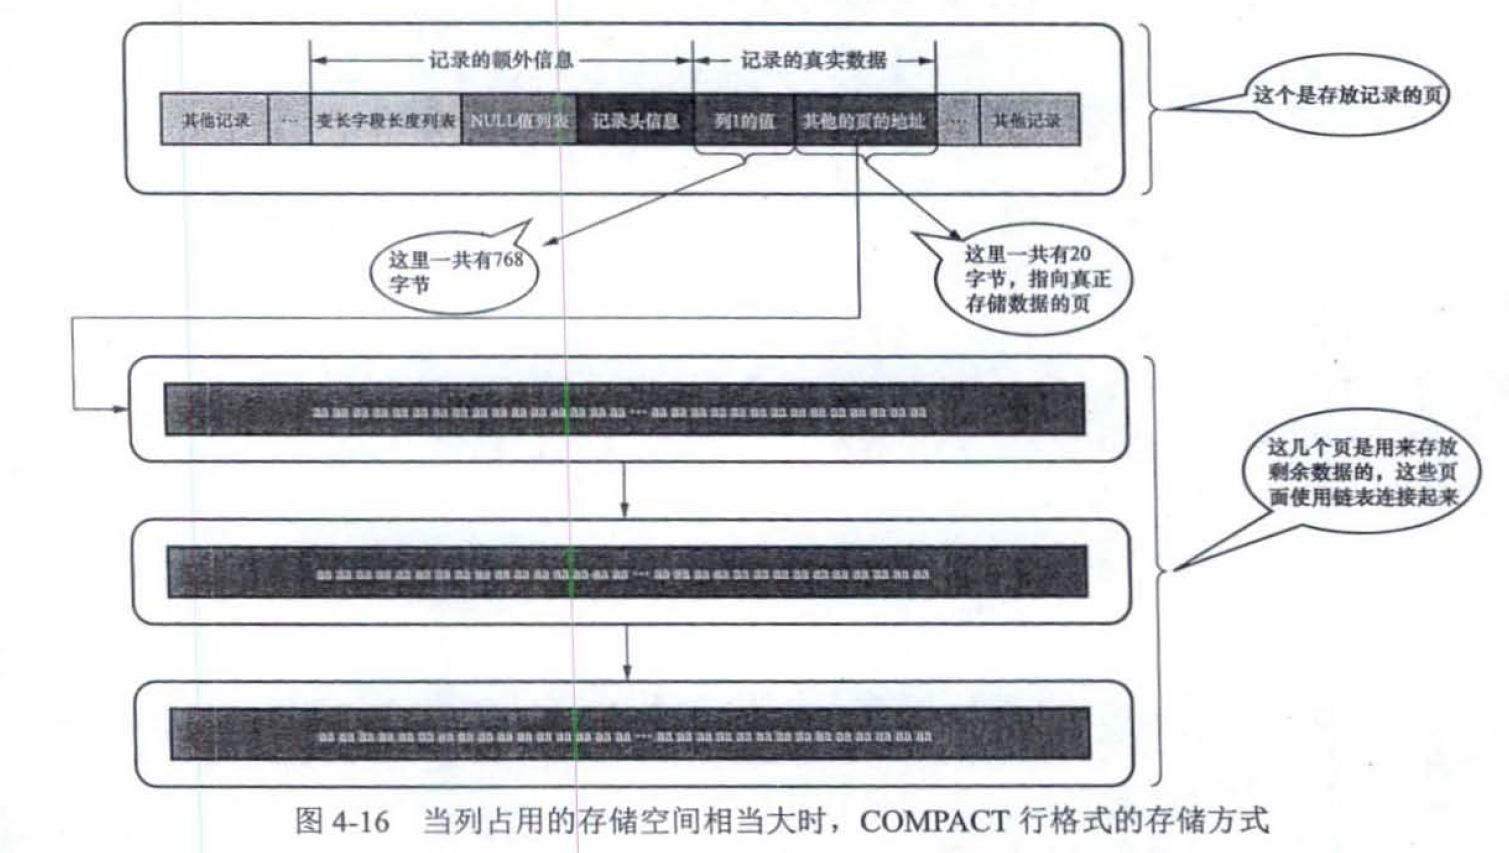 记录的额外信息 记录的真实数据
其他记录 … 变长字段长度列表 NULL值列表 记录头信息 列1的值 其他的页的地址 … 其他记录
这个是存放记录的页
这里一共有768
字节
这里一共有20
字节，指向真正
存储数据的页
aa aa aa aa aa aa aa aa aa aa aa aa aa aa aa aa … aa aa aa aa aa aa aa aa aa aa aa aa aa aa
这几个页是用来存放
剩余数据的，这些页
面使用链表连接起来
aa aa aa aa aa aa aa aa aa aa aa aa aa aa aa aa … aa aa aa aa aa aa aa aa aa aa aa aa aa aa
aa aa aa aa aa aa aa aa aa aa aa aa aa aa aa aa … aa aa aa aa aa aa aa aa aa aa aa aa aa aa
图 4-16 当列占用的存储空间相当大时，COMPACT 行格式的存储方式